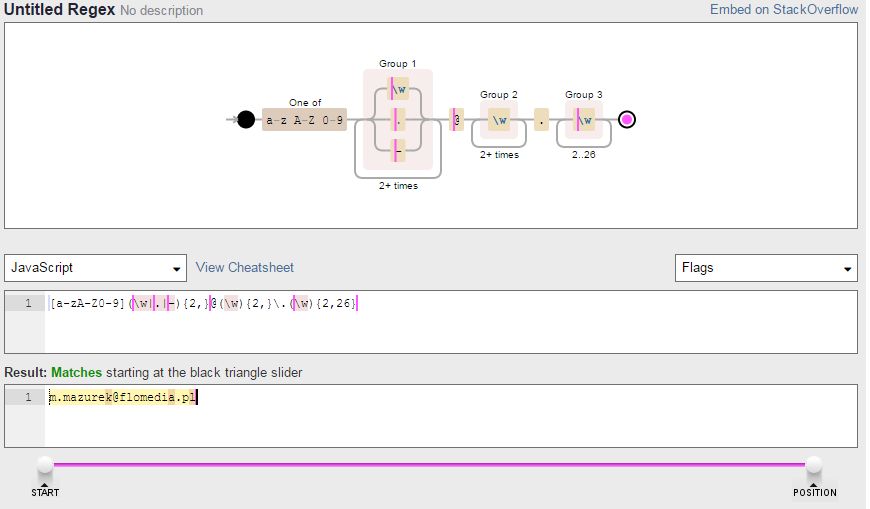 Untitled Regex No description Embed on StackOverflow
Group 1
One of
\w
Group 2
Group 3
a-z A-Z 0-9
.
@
\w
.
\w
-
2+ times
2..26
2+ times
JavaScript View Cheatsheet Flags
1 [a-zA-Z0-9](\w|.|-){2,}@(\w){2,}\.(\w){2,26}
Result: Matches starting at the black triangle slider
1 m.mazurek@flomedia.pl
START POSITION